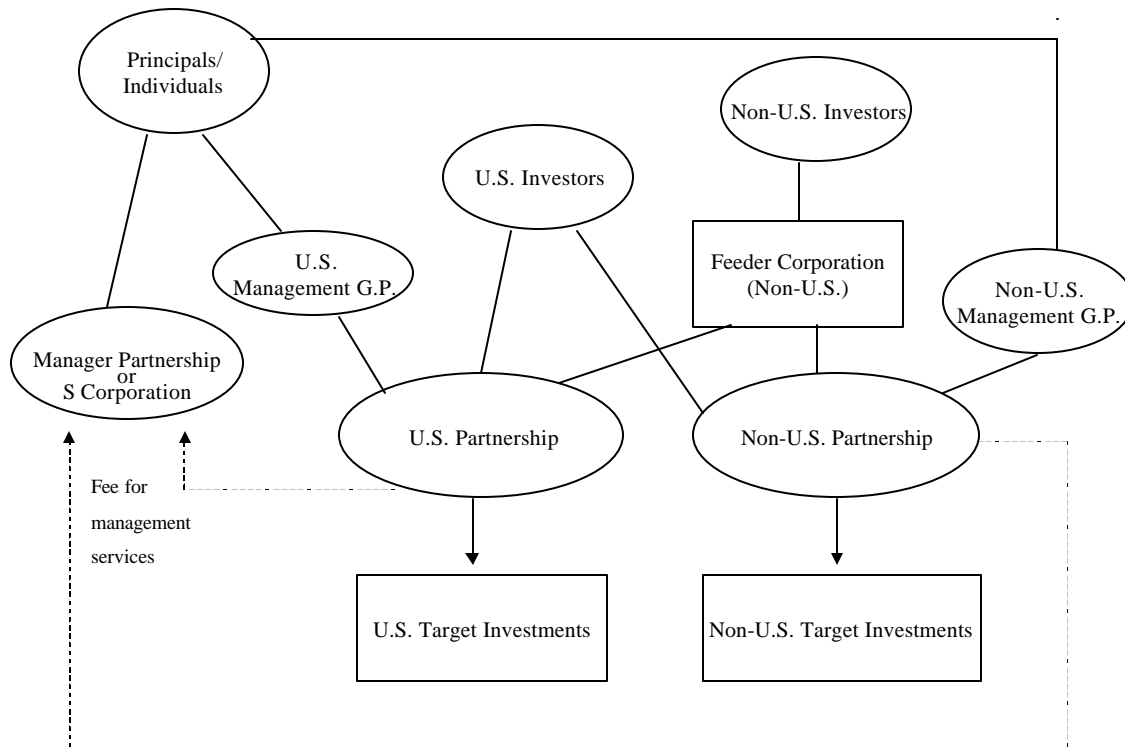 Principals/
Individuals
Non-U.S. Investors
U.S. Investors
U.S.
Management G.P.
Feeder Corporation
(Non-U.S.)
Non-U.S.
Management G.P.
Manager Partnership
or
S Corporation
U.S. Partnership
Non-U.S. Partnership
Fee for
management
services
U.S. Target Investments
Non-U.S. Target Investments